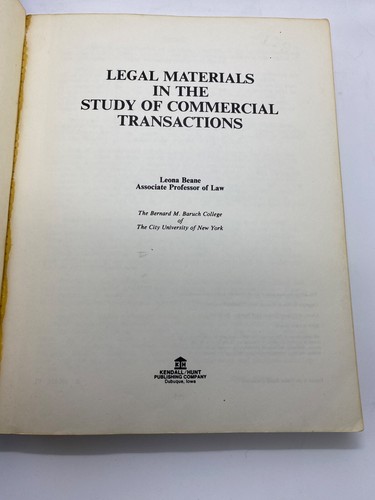 LEGAL MATERIALS
IN THE
STUDY OF COMMERCIAL
TRANSACTIONS
Leona Beane
Associate Professor of Law
The Bernard M. Baruch College
of
The City University of New York
KENDALL/HUNT
PUBLISHING COMPANY
Dubuque, Iowa